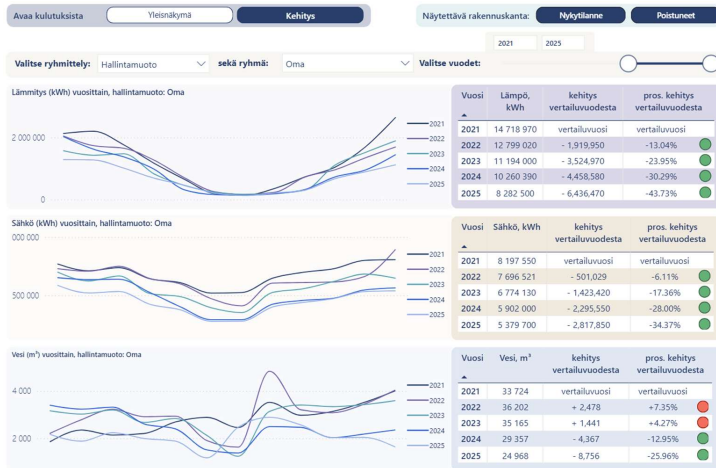 Avaa kulutuksista Yleisnäkymä Kehitys Näytettävä rakennuskanta: Nykytilanne Poistuneet
2021 2025
Valitse ryhmittely: Hallintamuoto sekä ryhmä: Oma Valitse vuodet:
Lämmitys (kWh) vuosittain, hallintamuoto: Oma
2 000 000
0
2021
2022
2023
2024
2025
Vuosi Lämpö, kWh kehitys vertailuvuodesta pros. kehitys vertailuvuodesta
2021 14 718 970 vertailuvuosi vertailuvuosi
2022 12 799 020 - 1,919,950 -13.04%
2023 11 194 000 - 3,524,970 -23.95%
2024 10 260 390 - 4,458,580 -30.29%
2025 8 282 500 - 6,436,470 -43.73%
Sähkö (kWh) vuosittain, hallintamuoto: Oma
000 000
500 000
2021
2022
2023
2024
2025
Vuosi Sähkö, kWh kehitys vertailuvuodesta pros. kehitys vertailuvuodesta
2021 8 197 550 vertailuvuosi vertailuvuosi
2022 7 696 521 - 501,029 -6.11%
2023 6 774 130 - 1,423,420 -17.36%
2024 5 902 000 - 2,295,550 -28.00%
2025 5 379 700 - 2,817,850 -34.37%
Vesi (m³) vuosittain, hallintamuoto: Oma
4 000
2 000
2021
2022
2023
2024
2025
Vuosi Vesi, m³ kehitys vertailuvuodesta pros. kehitys vertailuvuodesta
2021 33 724 vertailuvuosi vertailuvuosi
2022 36 202 + 2,478 +7.35%
2023 35 165 + 1,441 +4.27%
2024 29 357 - 4,367 -12.95%
2025 24 968 - 8,756 -25.96%